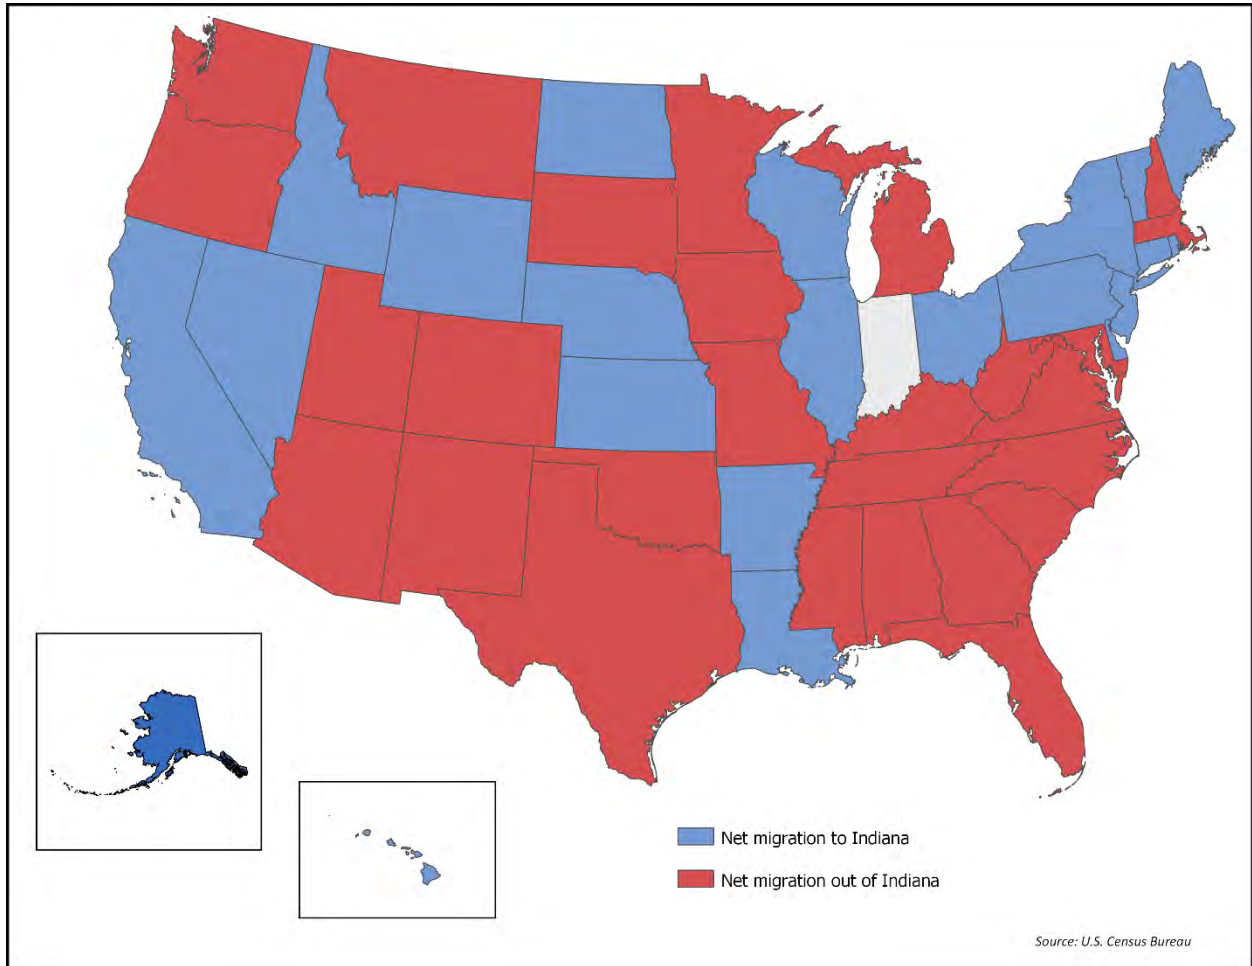 Net migration to Indiana
Net migration out of Indiana
Source: U.S. Census Bureau